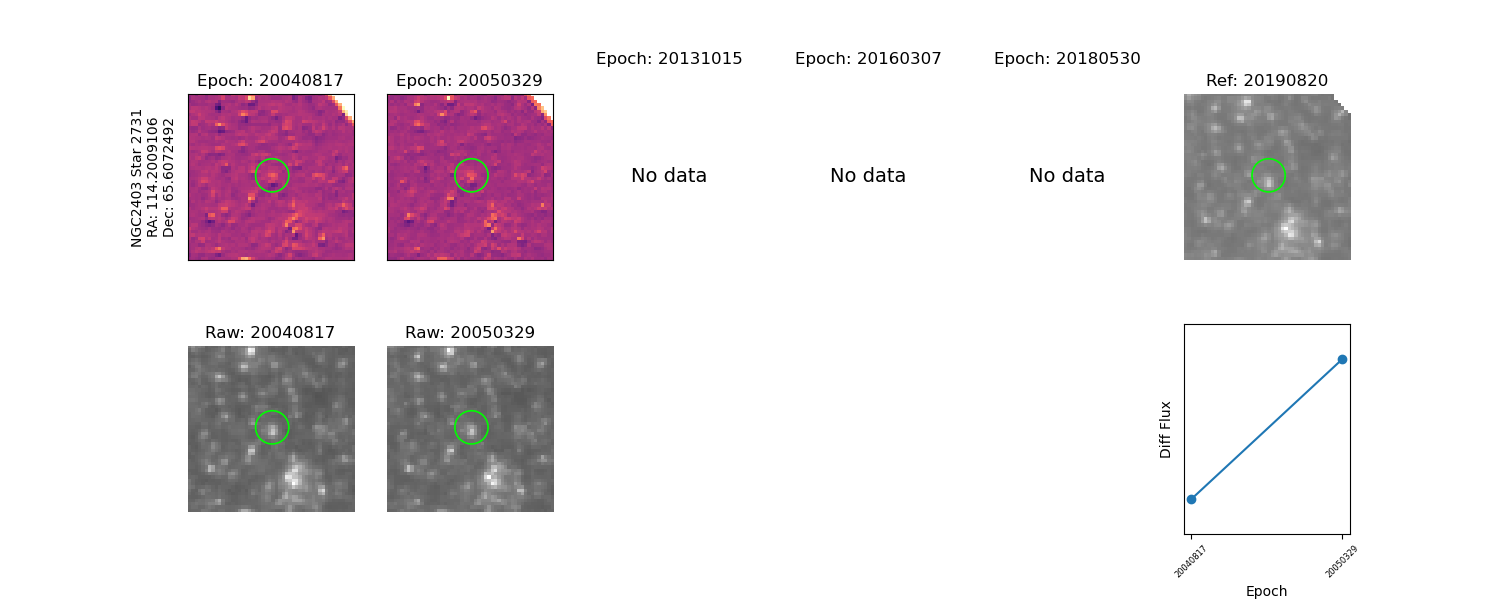 Epoch: 20040817
Epoch: 20050329
Epoch: 20131015
Epoch: 20160307
Epoch: 20180530
Ref: 20190820
NGC2403 Star 2731
RA: 114.2009106
Dec: 65.6072492
No data
No data
No data
Raw: 20040817
Raw: 20050329
Diff Flux
20040817
20050329
Epoch